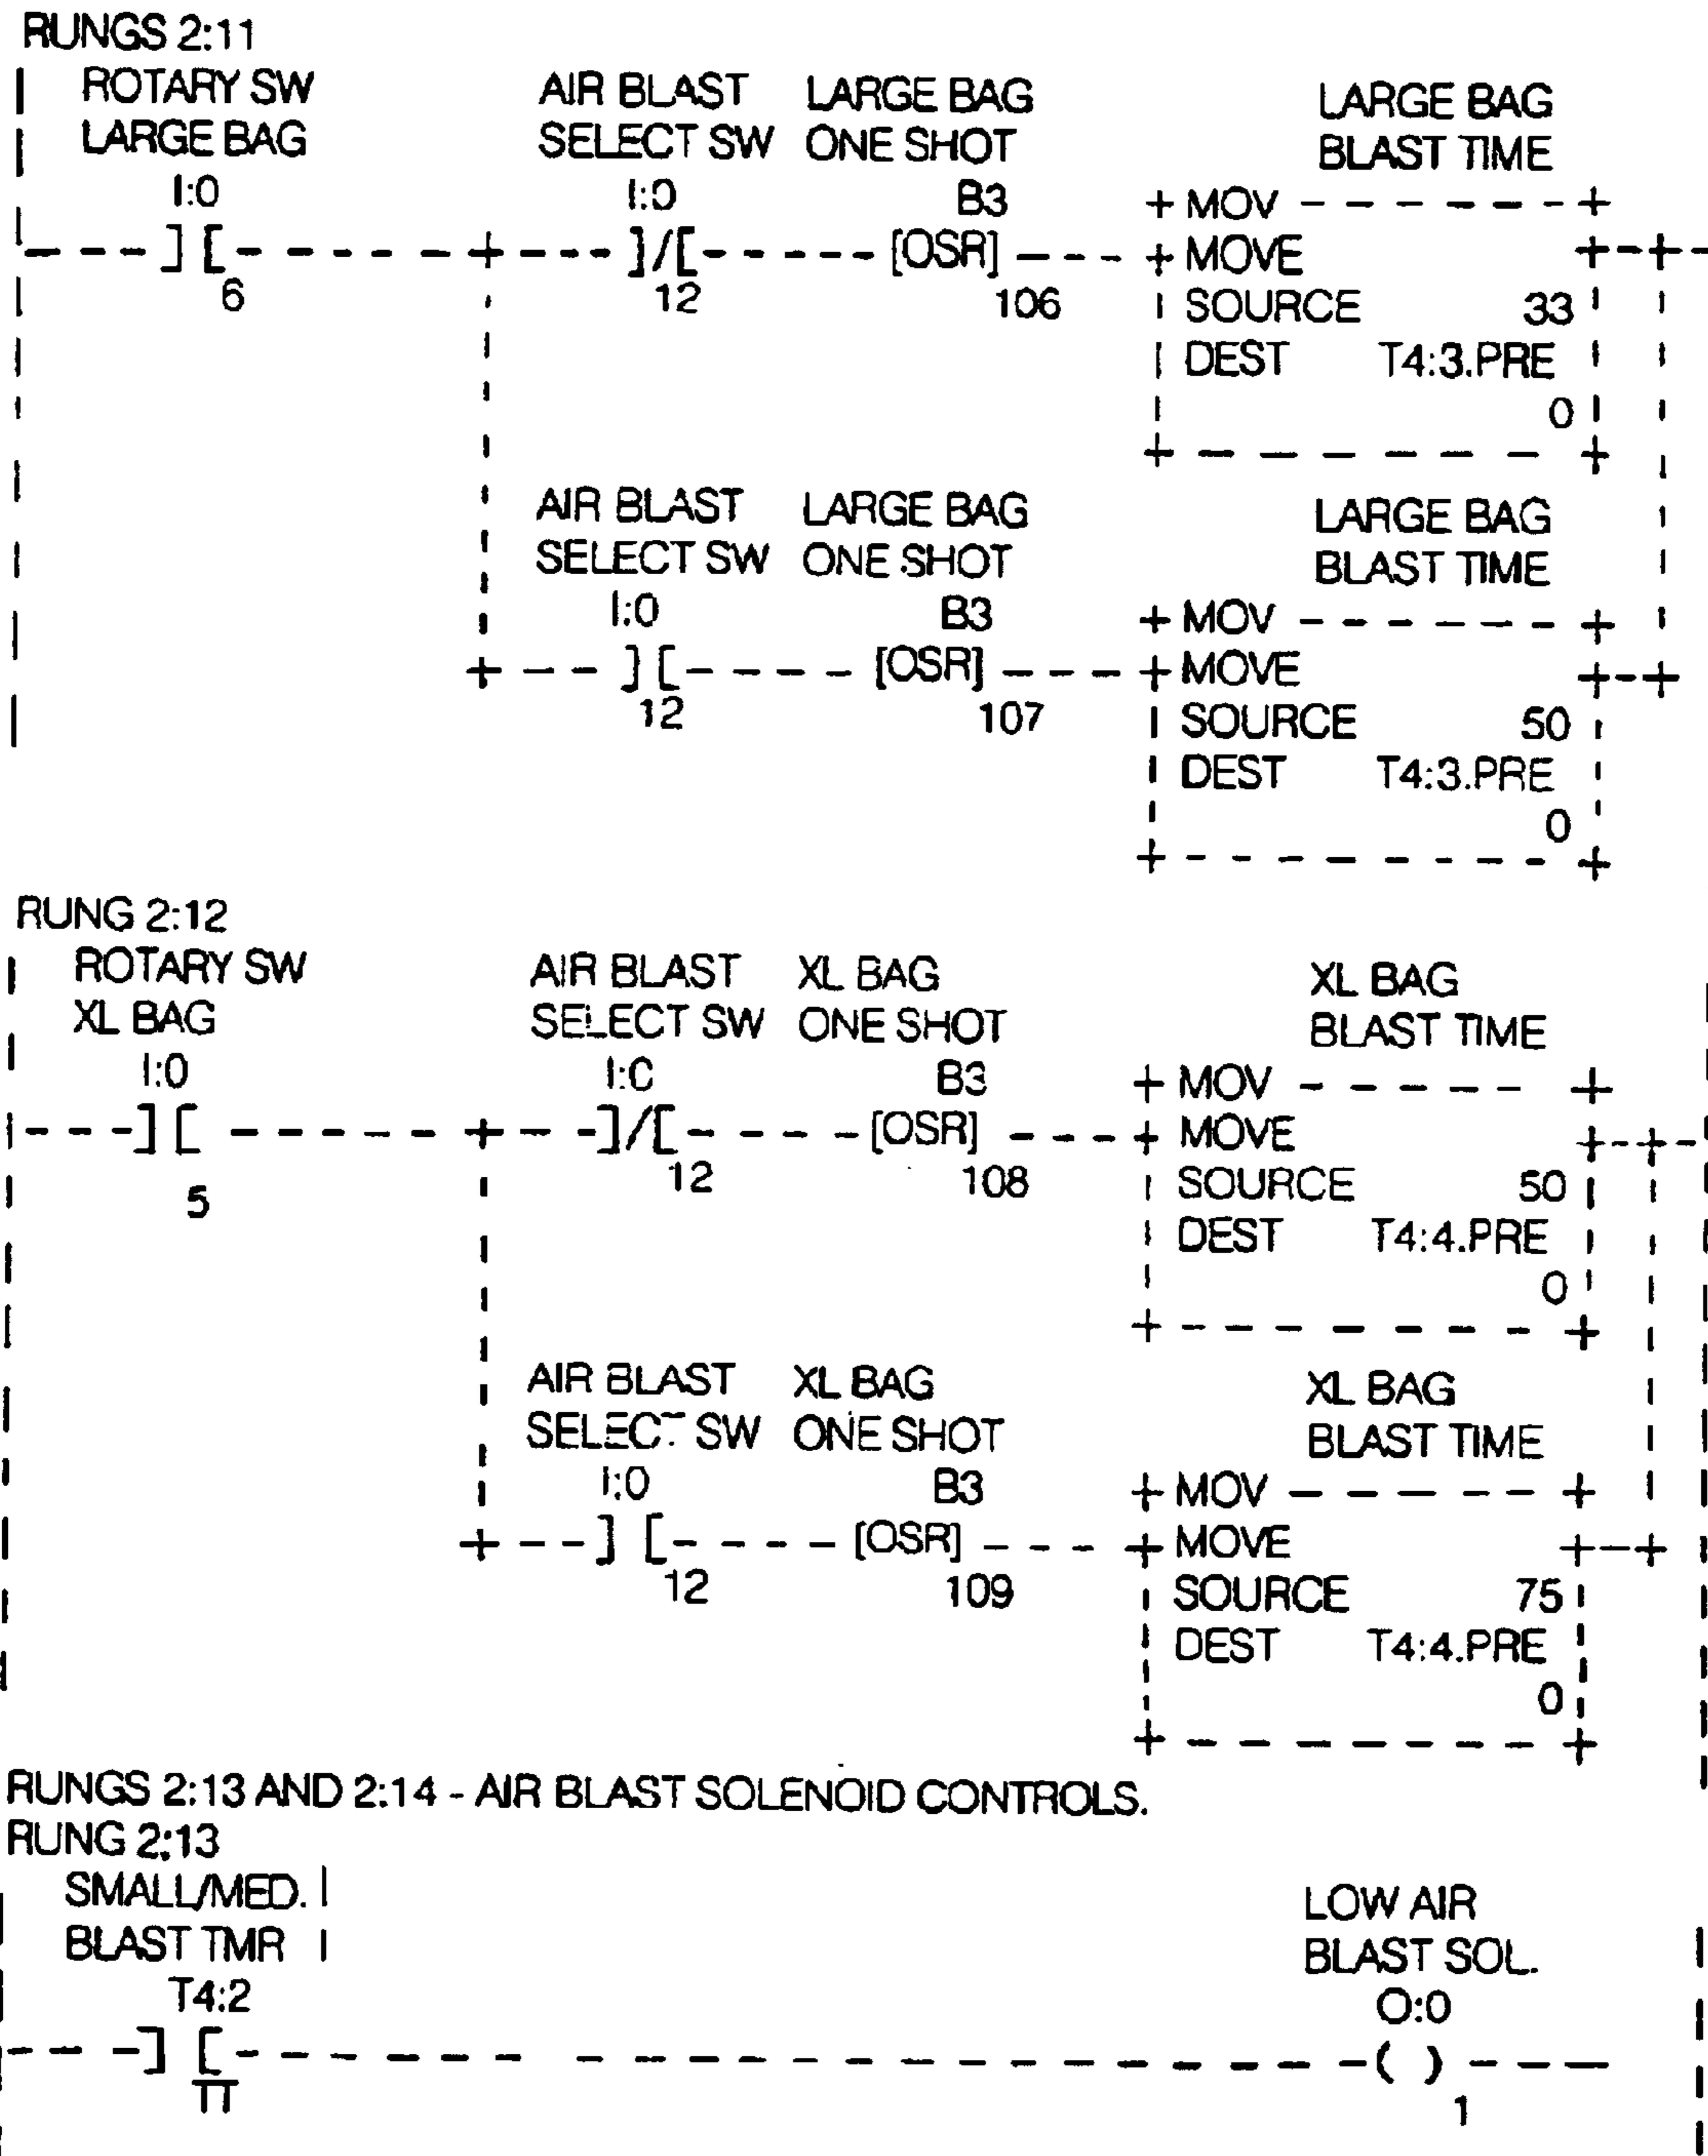 RUNGS 2:11
ROTARY SW AIR BLAST LARGE BAG LARGE BAG
LARGE BAG SELECT SW ONE SHOT BLAST TIME
I:0 I:0 B3 + MOV - - - - - - +
- - - ] [ - - - - - + - - - ]/[ - - - - - [OSR] - - - + MOVE + - + -
6 12 106 SOURCE 33
DEST T4:3.PRE
0
+ - - - - - - - +
AIR BLAST LARGE BAG LARGE BAG
SELECT SW ONE SHOT BLAST TIME
I:0 B3 + MOV - - - - - - +
+ - - - ] [ - - - - [OSR] - - - + MOVE + - +
12 107 SOURCE 50
DEST T4:3.PRE
0
+ - - - - - - - - +
RUNG 2:12
ROTARY SW AIR BLAST XL BAG XL BAG
XL BAG SELECT SW ONE SHOT BLAST TIME
I:0 I:0 B3 + MOV - - - - - +
- - - ] [ - - - - - - + - - ]/[ - - - - [OSR] - - - + MOVE + - + -
5 12 108 SOURCE 50
DEST T4:4.PRE
0
+ - - - - - - - - +
AIR BLAST XL BAG XL BAG
SELECT SW ONE SHOT BLAST TIME
I:0 B3 + MOV - - - - - - +
+ - - ] [ - - - - [OSR] - - - + MOVE + - +
12 109 SOURCE 75
DEST T4:4.PRE
0
+ - - - - - - - +
RUNGS 2:13 AND 2:14 - AIR BLAST SOLENOID CONTROLS.
RUNG 2:13
SMALL/MED. | LOW AIR
BLAST TMR | BLAST SOL.
T4:2 O:0
- - - ] [ - - - - - - - - - - - - - - - - - - - - ( ) - - -
TT 1